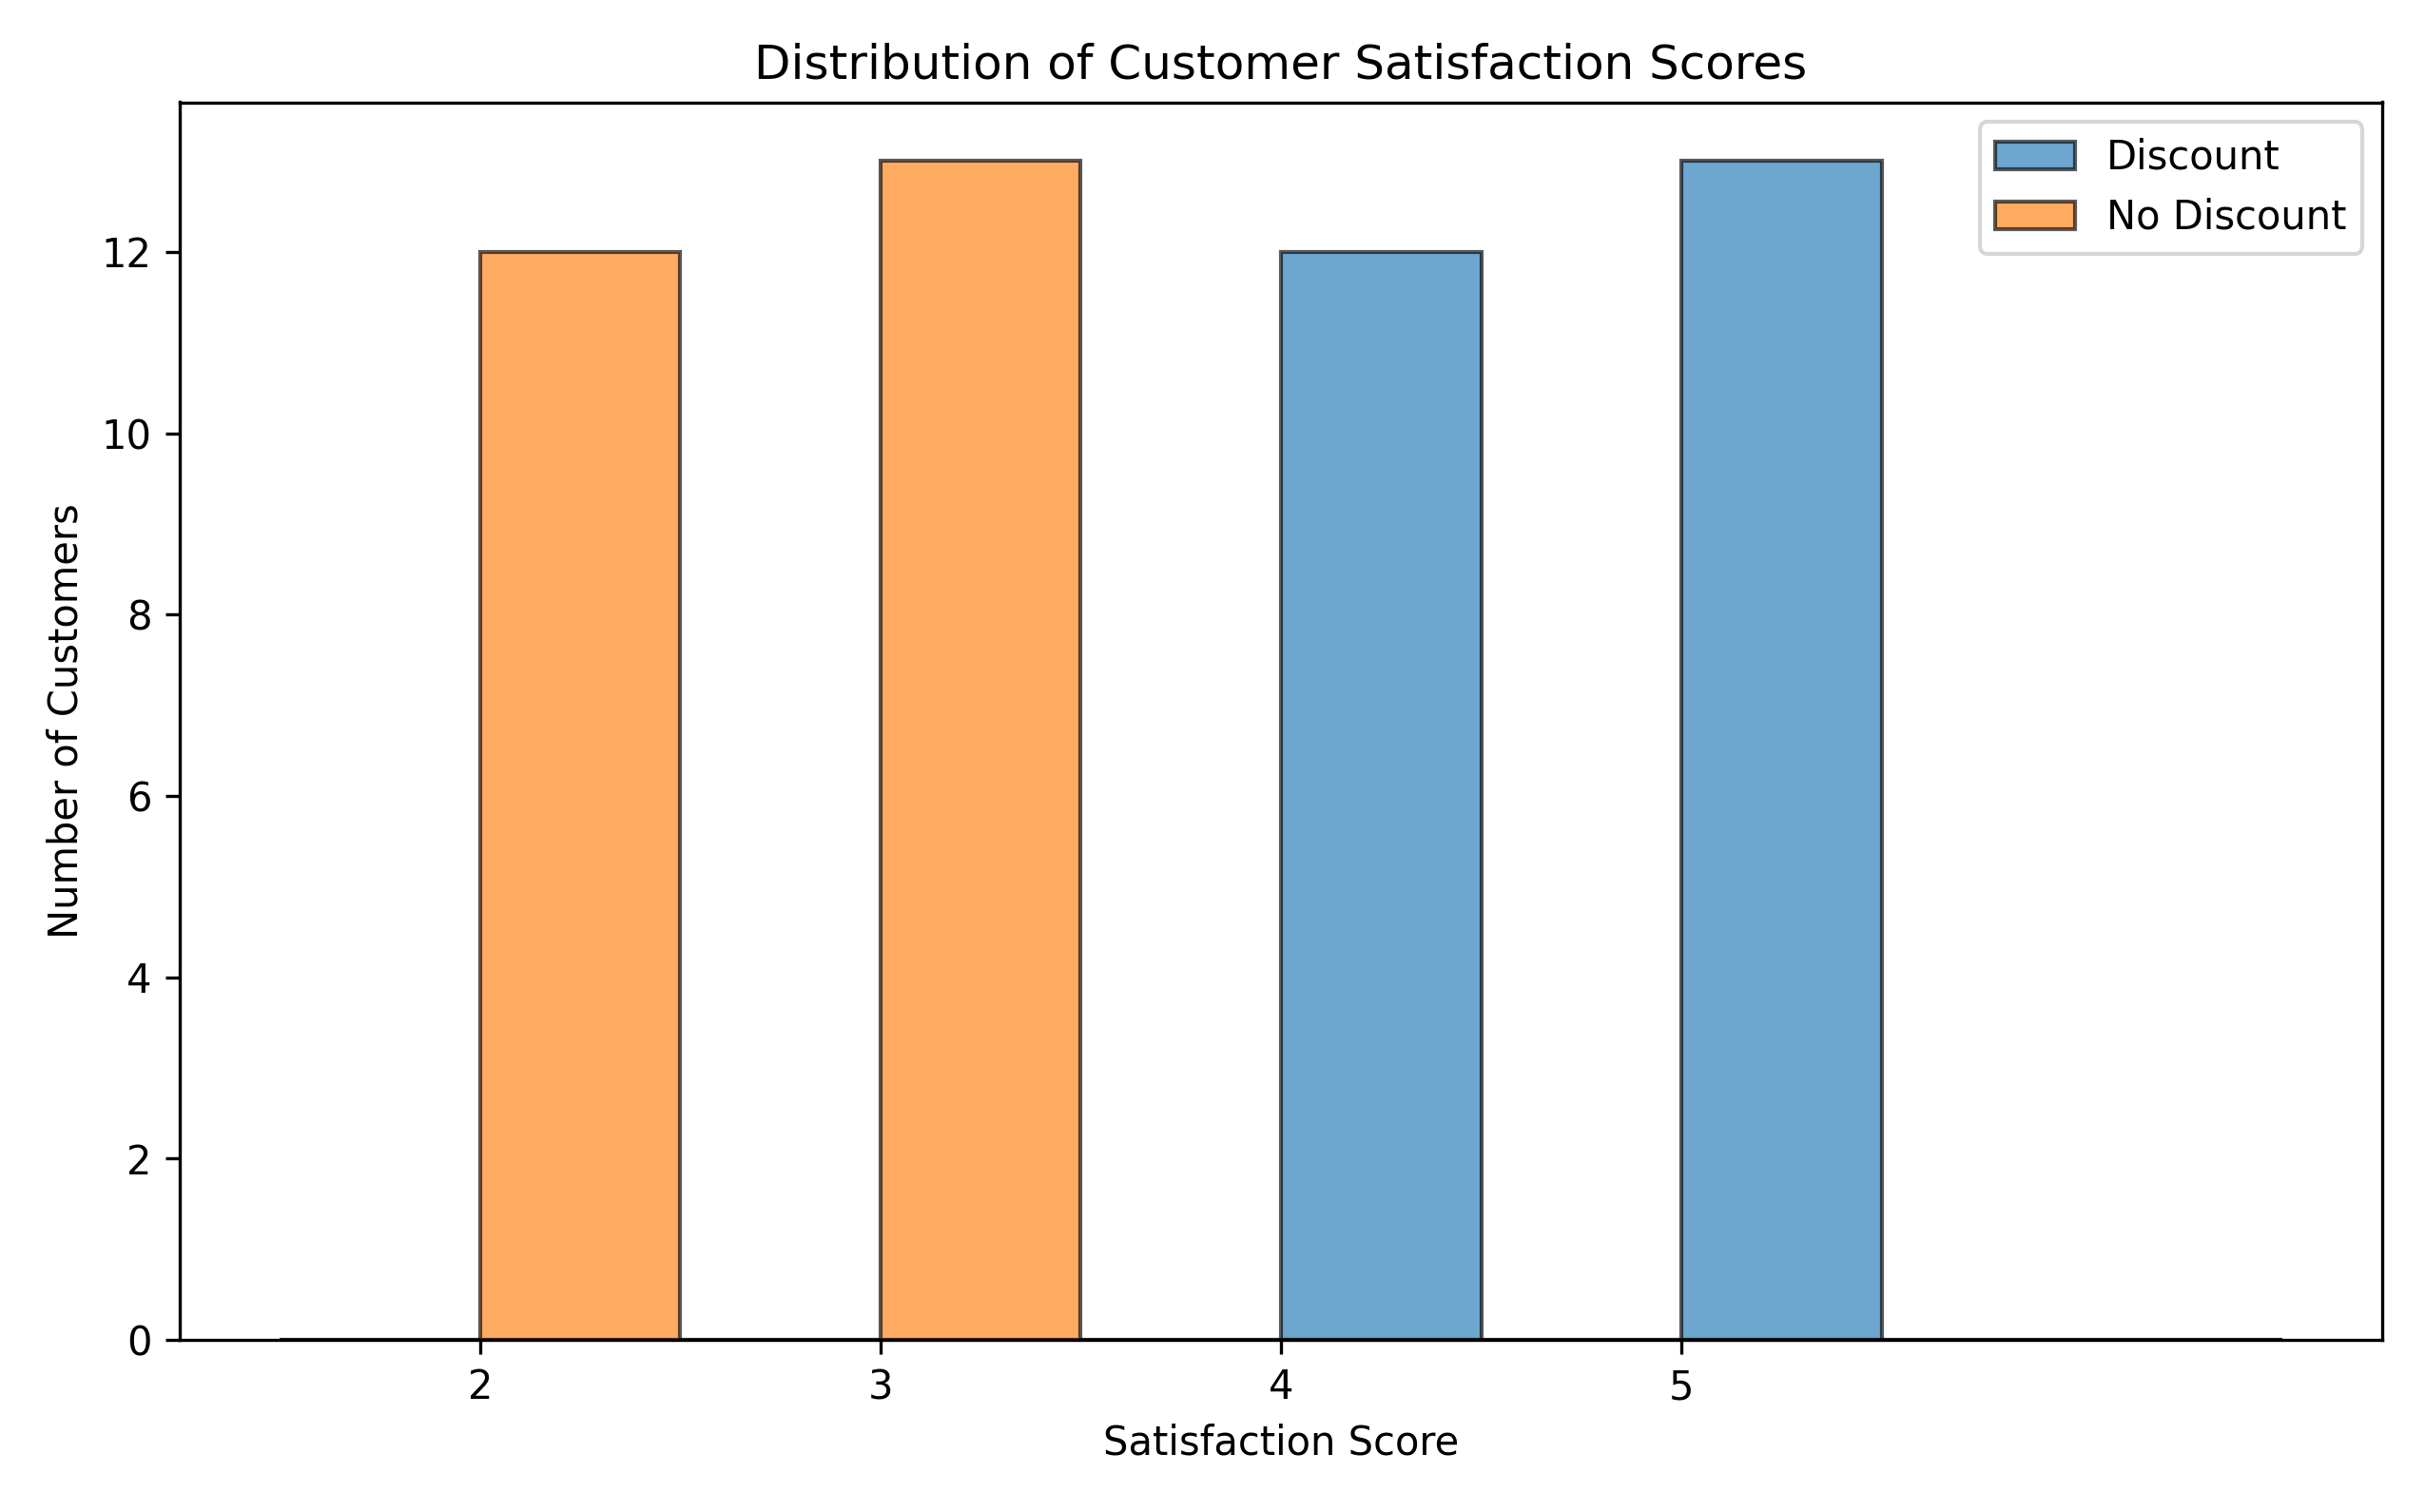 Distribution of Customer Satisfaction Scores
Discount
No Discount
Number of Customers
12
10
8
6
4
2
0
2
3
4
5
Satisfaction Score